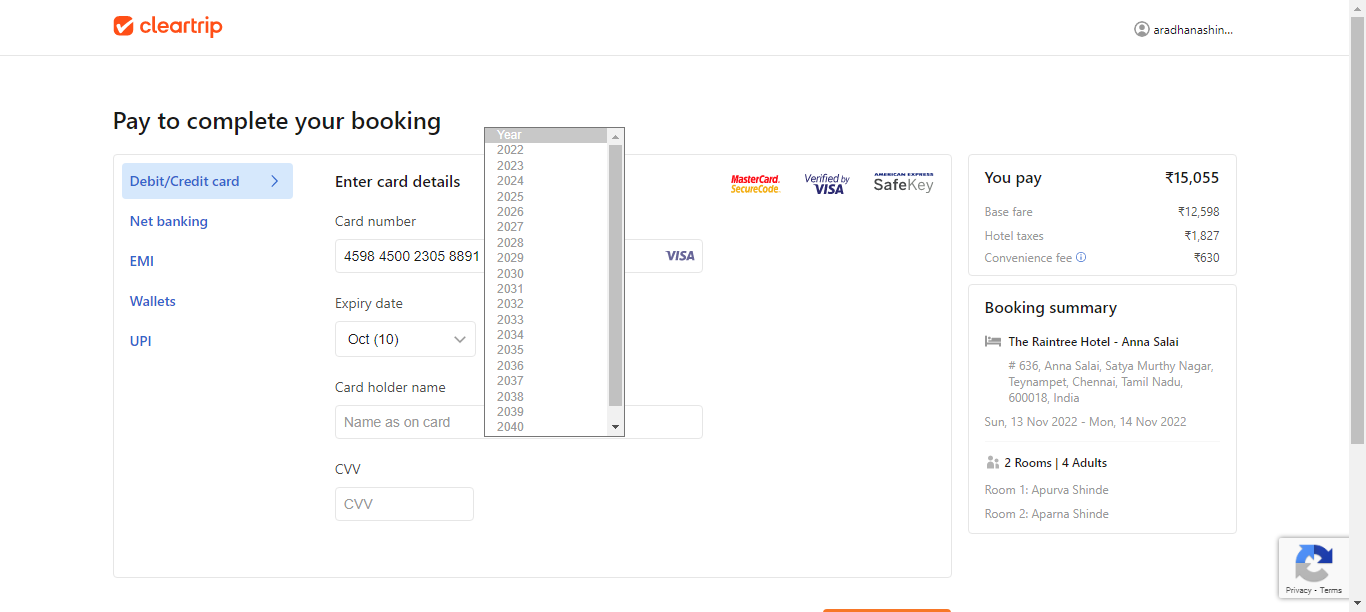 cleartrip
aradhanashin...
Pay to complete your booking
Debit/Credit card
Net banking
EMI
Wallets
UPI
Enter card details
MasterCard. SecureCode.
Verified by VISA
AMERICAN EXPRESS SafeKey
Card number
4598 4500 2305 8891
VISA
Expiry date
Oct (10)
Year
2022
2023
2024
2025
2026
2027
2028
2029
2030
2031
2032
2033
2034
2035
2036
2037
2038
2039
2040
Card holder name
Name as on card
CVV
CVV
You pay ₹15,055
Base fare ₹12,598
Hotel taxes ₹1,827
Convenience fee ₹630
Booking summary
The Raintree Hotel - Anna Salai
# 636, Anna Salai, Satya Murthy Nagar,
Teynampet, Chennai, Tamil Nadu,
600018, India
Sun, 13 Nov 2022 - Mon, 14 Nov 2022
2 Rooms | 4 Adults
Room 1: Apurva Shinde
Room 2: Aparna Shinde
Privacy - Terms